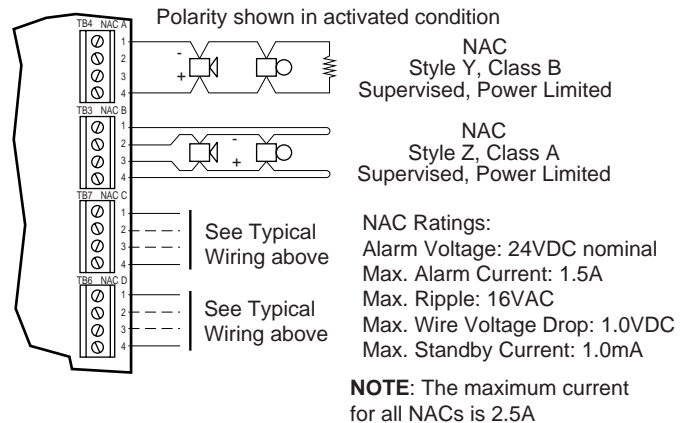 Polarity shown in activated condition
TB4 NAC A
1
2
3
4
-
+
NAC
Style Y, Class B
Supervised, Power Limited
TB3 NAC B
1
2
3
4
-
+
NAC
Style Z, Class A
Supervised, Power Limited
TB7 NAC C
1
2
3
4
See Typical
Wiring above
TB6 NAC D
1
2
3
4
See Typical
Wiring above
NAC Ratings:
Alarm Voltage: 24VDC nominal
Max. Alarm Current: 1.5A
Max. Ripple: 16VAC
Max. Wire Voltage Drop: 1.0VDC
Max. Standby Current: 1.0mA
NOTE: The maximum current
for all NACs is 2.5A